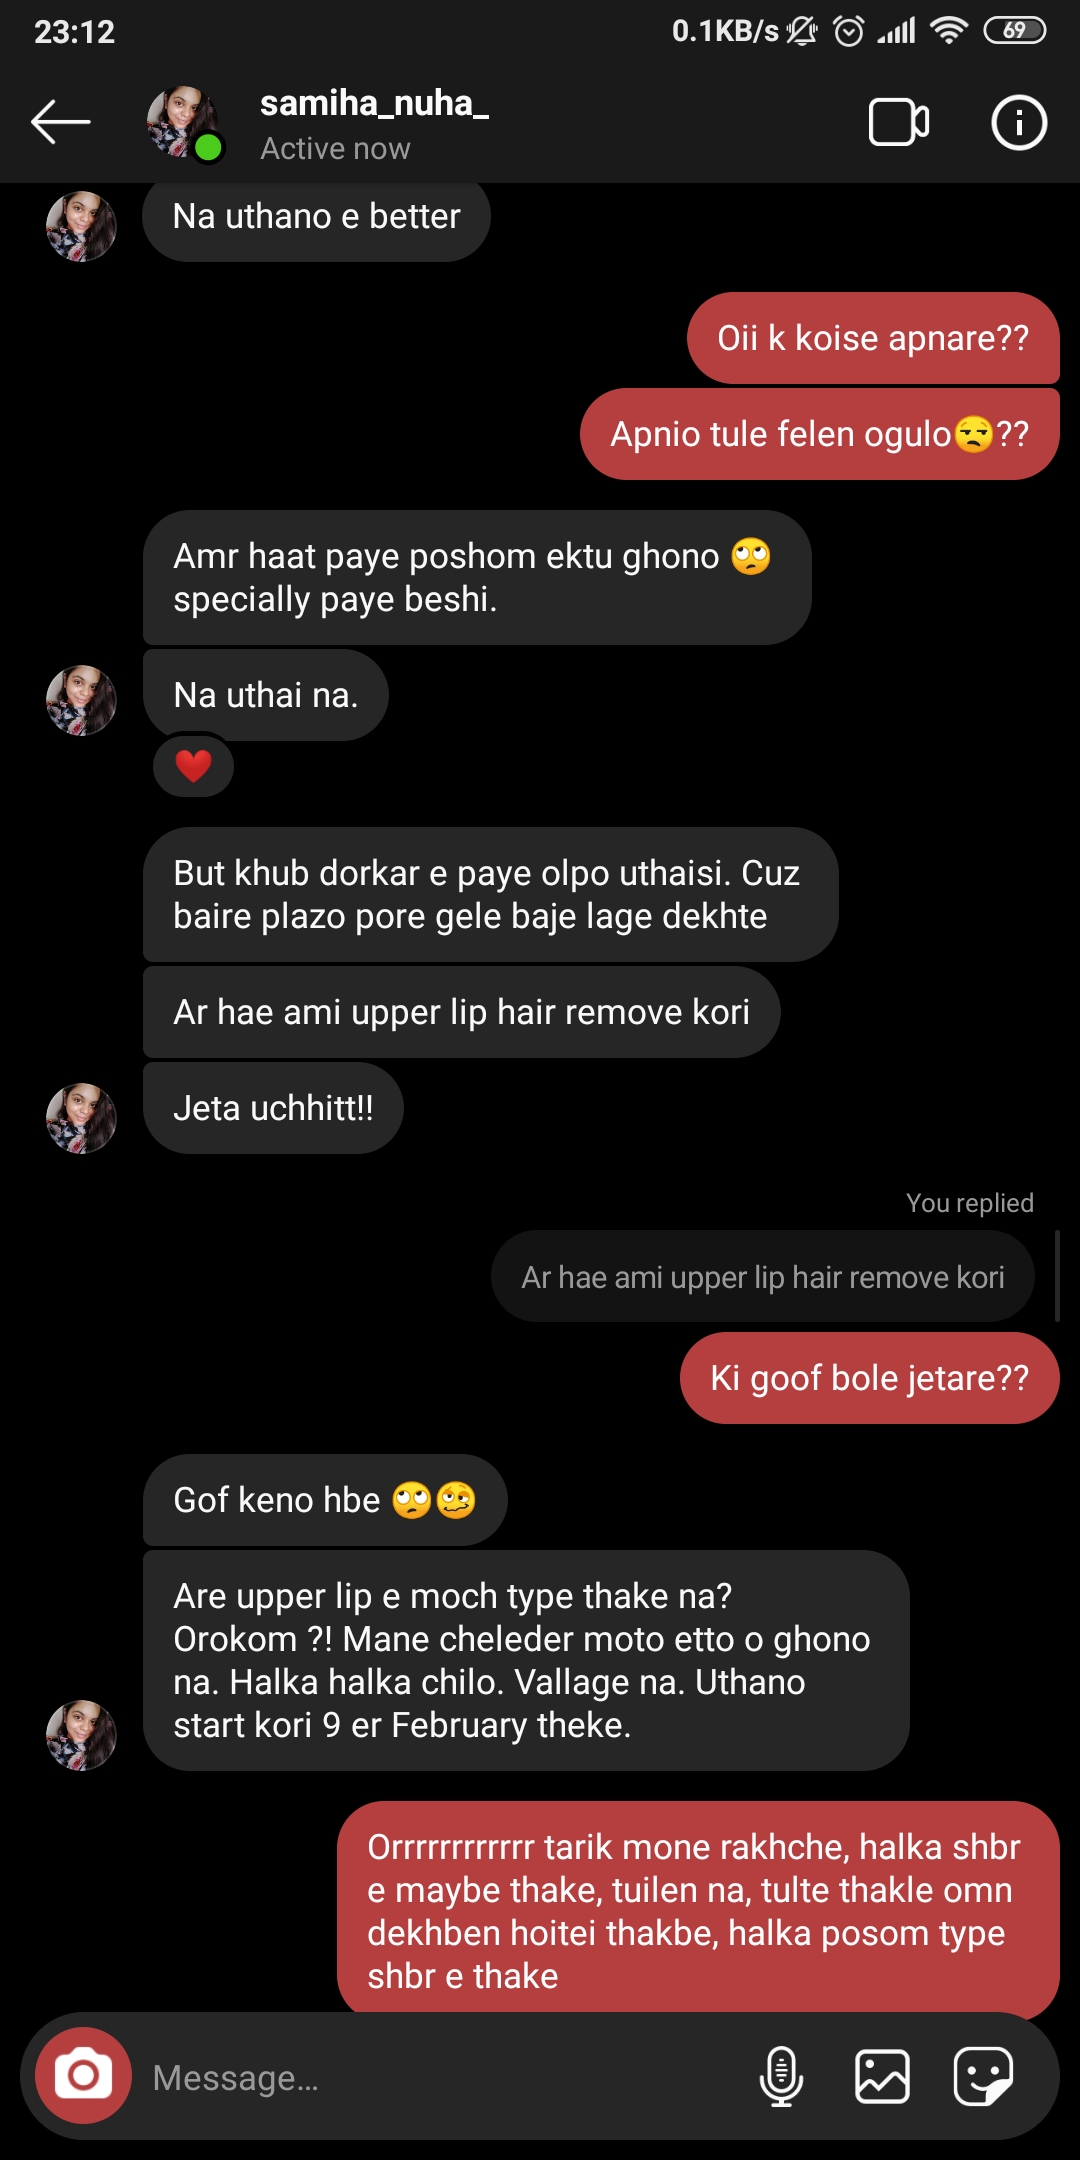 23:12 0.1KB/s 69
samiha_nuha_
Active now
Na uthano e better
Oii k koise apnare??
Apnio tule felen ogulo😒??
Amr haat paye poshom ektu ghono 🙄
specially paye beshi.
Na uthai na.
❤️
But khub dorkar e paye olpo uthaisi. Cuz
baire plazo pore gele baje lage dekhte
Ar hae ami upper lip hair remove kori
Jeta uchhitt!!
You replied
Ar hae ami upper lip hair remove kori
Ki goof bole jetare??
Gof keno hbe 🙄🥴
Are upper lip e moch type thake na?
Orokom ?! Mane cheleder moto etto o ghono
na. Halka halka chilo. Vallage na. Uthano
start kori 9 er February theke.
Orrrrrrrrrrrr tarik mone rakhche, halka shbr
e maybe thake, tuilen na, tulte thakle omn
dekhben hoitei thakbe, halka posom type
shbr e thake
Message...